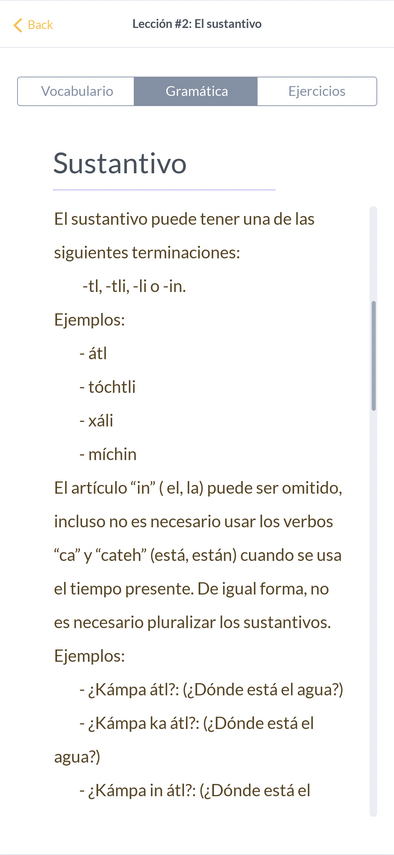 Back
Lección #2: El sustantivo
Vocabulario
Gramática
Ejercicios
Sustantivo
El sustantivo puede tener una de las
siguientes terminaciones:
-tl, -tli, -li o -in.
Ejemplos:
- átl
- tóchtli
- xáli
- míchin
El artículo “in” ( el, la) puede ser omitido,
incluso no es necesario usar los verbos
“ca” y “cateh” (está, están) cuando se usa
el tiempo presente. De igual forma, no
es necesario pluralizar los sustantivos.
Ejemplos:
- ¿Kámpa átl?: (¿Dónde está el agua?)
- ¿Kámpa ka átl?: (¿Dónde está el
agua?)
- ¿Kámpa in átl?: (¿Dónde está el